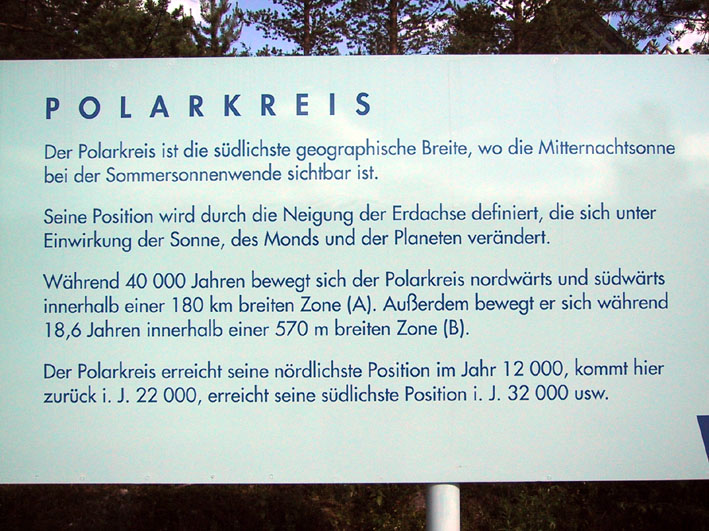 POLARKREIS
Der Polarkreis ist die südlichste geographische Breite, wo die Mitternachtsonne
bei der Sommersonnenwende sichtbar ist.
Seine Position wird durch die Neigung der Erdachse definiert, die sich unter
Einwirkung der Sonne, des Monds und der Planeten verändert.
Während 40 000 Jahren bewegt sich der Polarkreis nordwärts und südwärts
innerhalb einer 180 km breiten Zone (A). Außerdem bewegt er sich während
18,6 Jahren innerhalb einer 570 m breiten Zone (B).
Der Polarkreis erreicht seine nördlichste Position im Jahr 12 000, kommt hier
zurück i. J. 22 000, erreicht seine südlichste Position i. J. 32 000 usw.